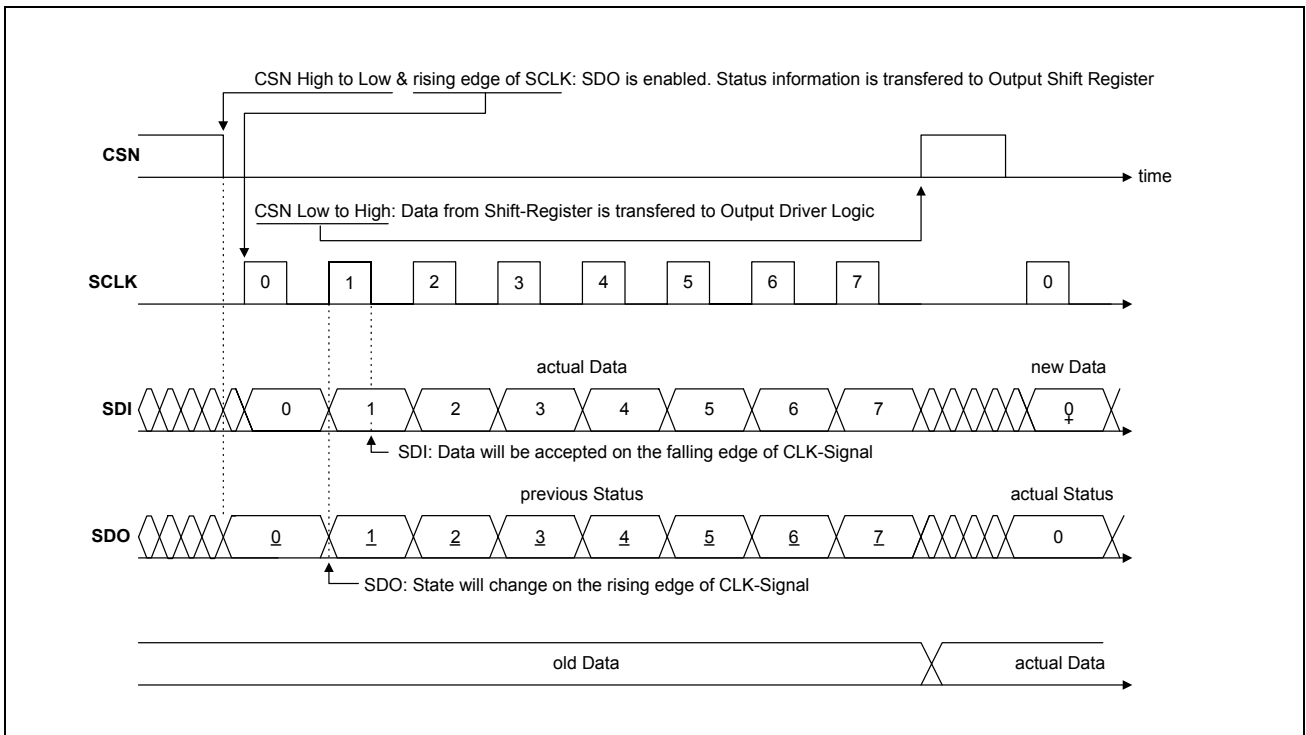 CSN High to Low & rising edge of SCLK: SDO is enabled. Status information is transfered to Output Shift Register
CSN
time
CSN Low to High: Data from Shift-Register is transfered to Output Driver Logic
SCLK
0 1 2 3 4 5 6 7 0
actual Data new Data
SDI
0 1 2 3 4 5 6 7 0
+
SDI: Data will be accepted on the falling edge of CLK-Signal
previous Status actual Status
SDO
0 1 2 3 4 5 6 7 0
SDO: State will change on the rising edge of CLK-Signal
old Data actual Data